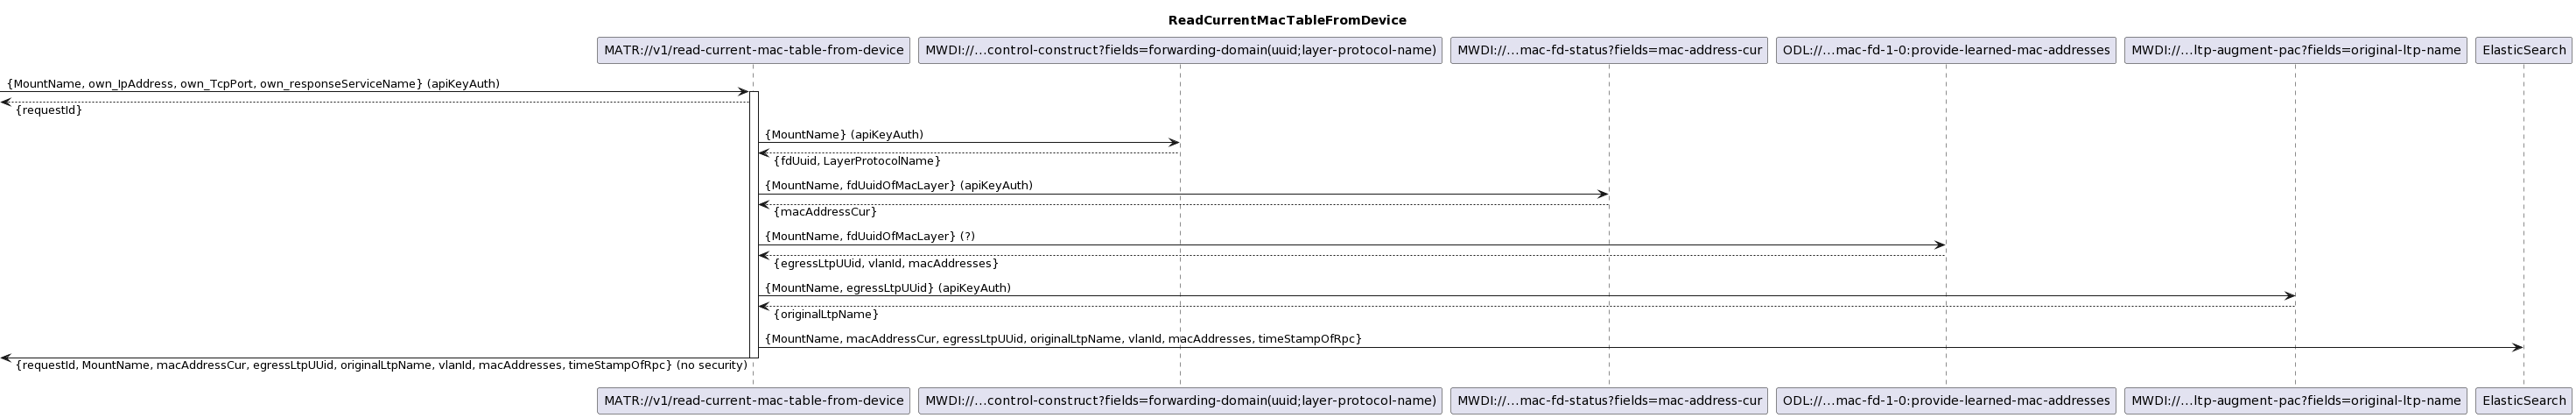 ReadCurrentMacTableFromDevice
MATR://v1/read-current-mac-table-from-device
MWDI://...control-construct?fields=forwarding-domain(uuid;layer-protocol-name)
MWDI://...mac-fd-status?fields=mac-address-cur
ODL://...mac-fd-1-0:provide-learned-mac-addresses
MWDI://...ltp-augment-pac?fields=original-ltp-name
ElasticSearch
{MountName, own_IpAddress, own_TcpPort, own_responseServiceName} (apiKeyAuth)
{requestId}
{MountName} (apiKeyAuth)
{fdUuid, LayerProtocolName}
{MountName, fdUuidOfMacLayer} (apiKeyAuth)
{macAddressCur}
{MountName, fdUuidOfMacLayer} (?)
{egressLtpUUid, vlanId, macAddresses}
{MountName, egressLtpUUid} (apiKeyAuth)
{originalLtpName}
{MountName, macAddressCur, egressLtpUUid, originalLtpName, vlanId, macAddresses, timeStampOfRpc}
{requestId, MountName, macAddressCur, egressLtpUUid, originalLtpName, vlanId, macAddresses, timeStampOfRpc} (no security)
MATR://v1/read-current-mac-table-from-device
MWDI://...control-construct?fields=forwarding-domain(uuid;layer-protocol-name)
MWDI://...mac-fd-status?fields=mac-address-cur
ODL://...mac-fd-1-0:provide-learned-mac-addresses
MWDI://...ltp-augment-pac?fields=original-ltp-name
ElasticSearch